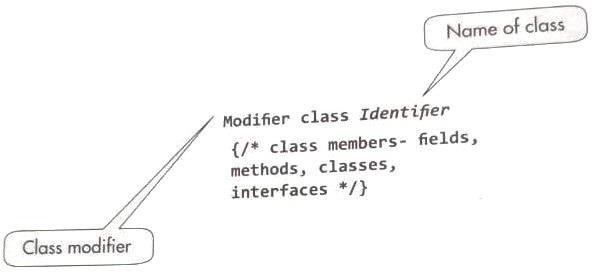 Name of class
Modifier class Identifier
{/* class members- fields,
methods, classes,
interfaces */}
Class modifier